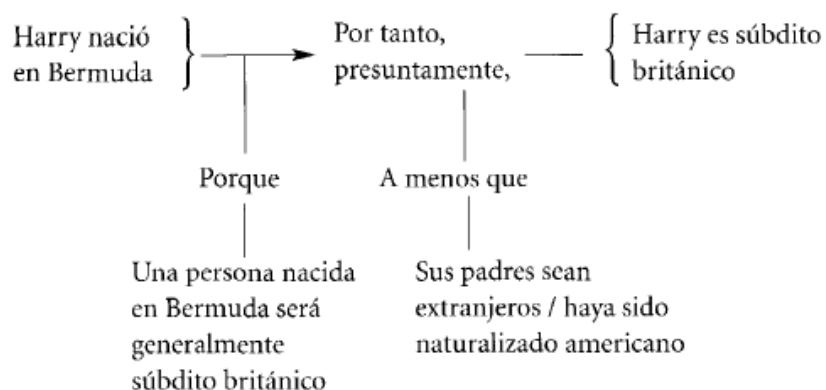 Harry nació
en Bermuda
Por tanto,
presuntamente,
Harry es súbdito
británico
Porque
A menos que
Una persona nacida
en Bermuda será
generalmente
súbdito británico
Sus padres sean
extranjeros / haya sido
naturalizado americano